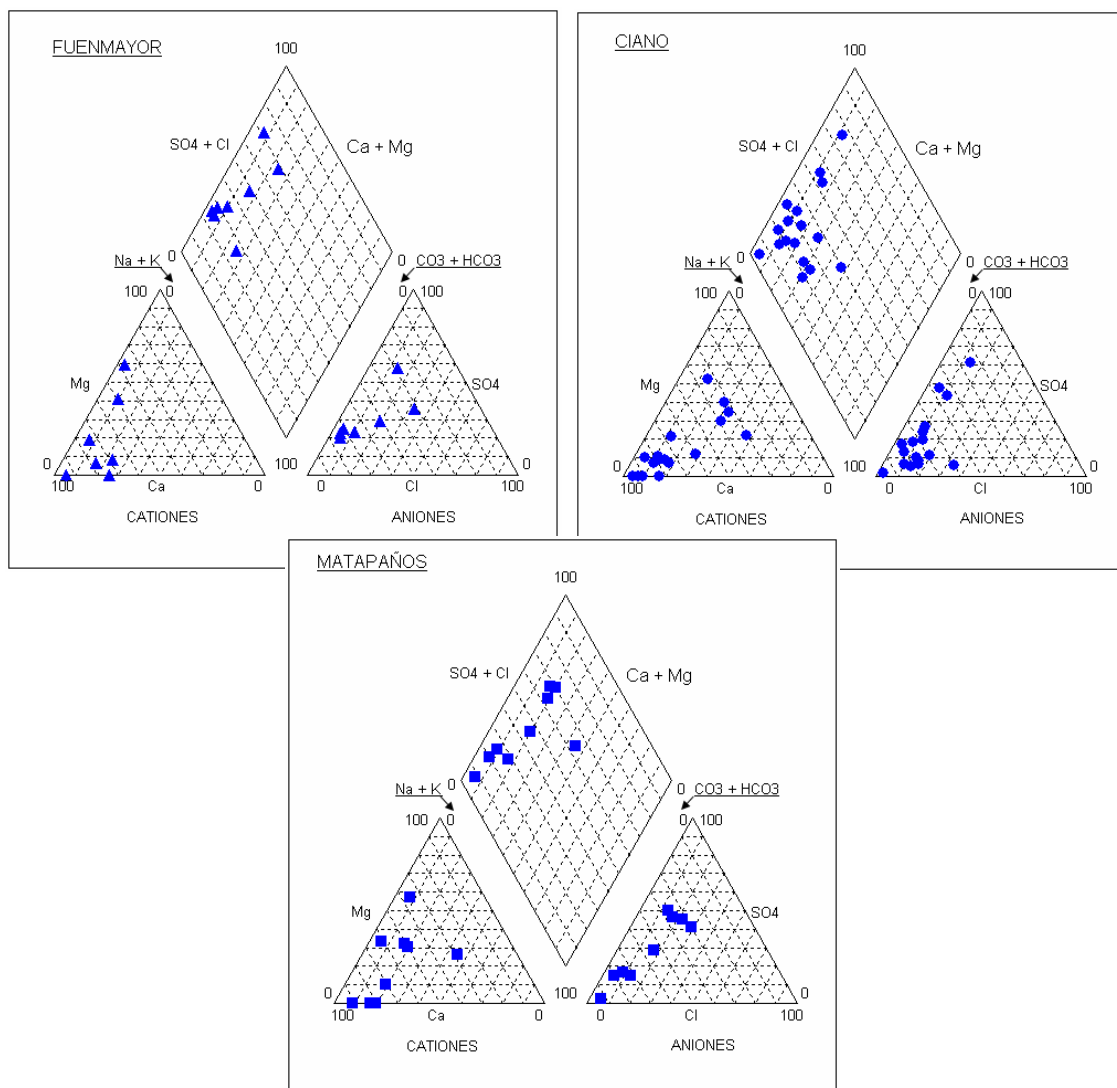 FUENMAYOR
100
SO4 + Cl
Ca + Mg
0
0
Na + K
CO3 + HCO3
100 0
0 100
Mg
SO4
0
100
0
100 Ca 0
0 Cl 100
CATIONES
ANIONES
CIANO
100
SO4 + Cl
Ca + Mg
0
0
Na + K
CO3 + HCO3
100 0
0 100
Mg
SO4
0
100
0
100 Ca 0
0 Cl 100
CATIONES
ANIONES
MATAPAÑOS
100
SO4 + Cl
Ca + Mg
0
0
Na + K
CO3 + HCO3
100 0
0 100
Mg
SO4
0
100
0
100 Ca 0
0 Cl 100
CATIONES
ANIONES